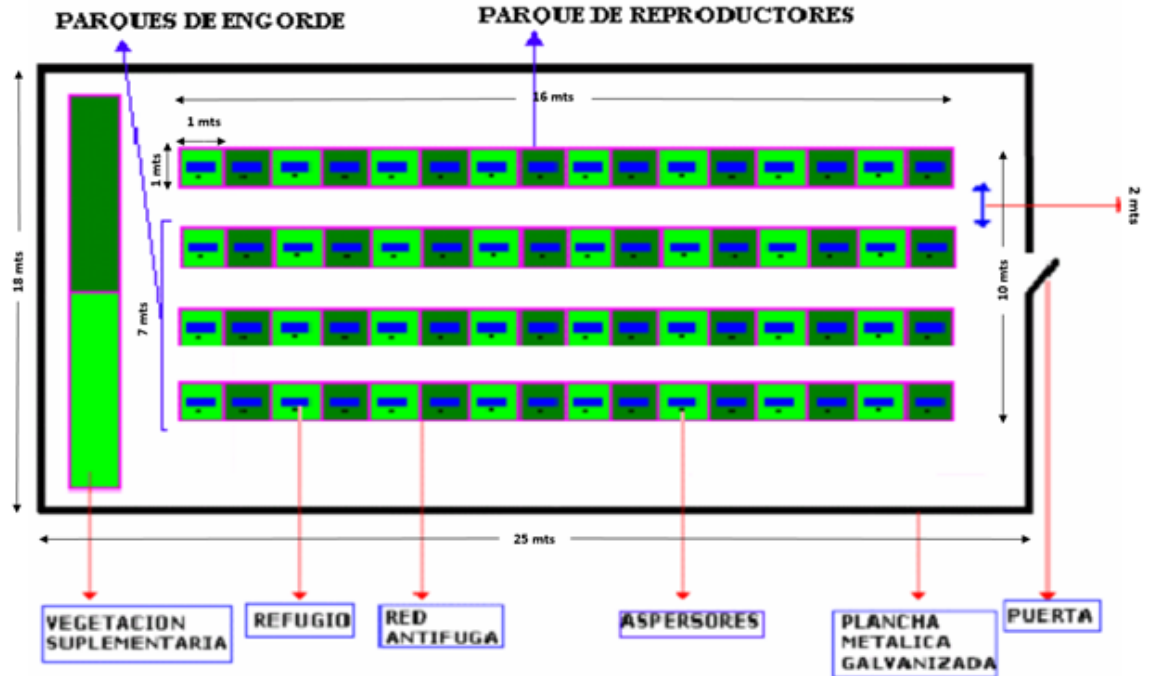 PARQUES DE ENGORDE
PARQUE DE REPRODUCTORES
16 mts
1 mts
1 mts
2 mts
18 mts
7 mts
10 mts
25 mts
VEGETACION
SUPLEMENTARIA
REFUGIO
RED
ANTIFUGA
ASPERSORES
PLANCHA
METALICA
GALVANIZADA
PUERTA